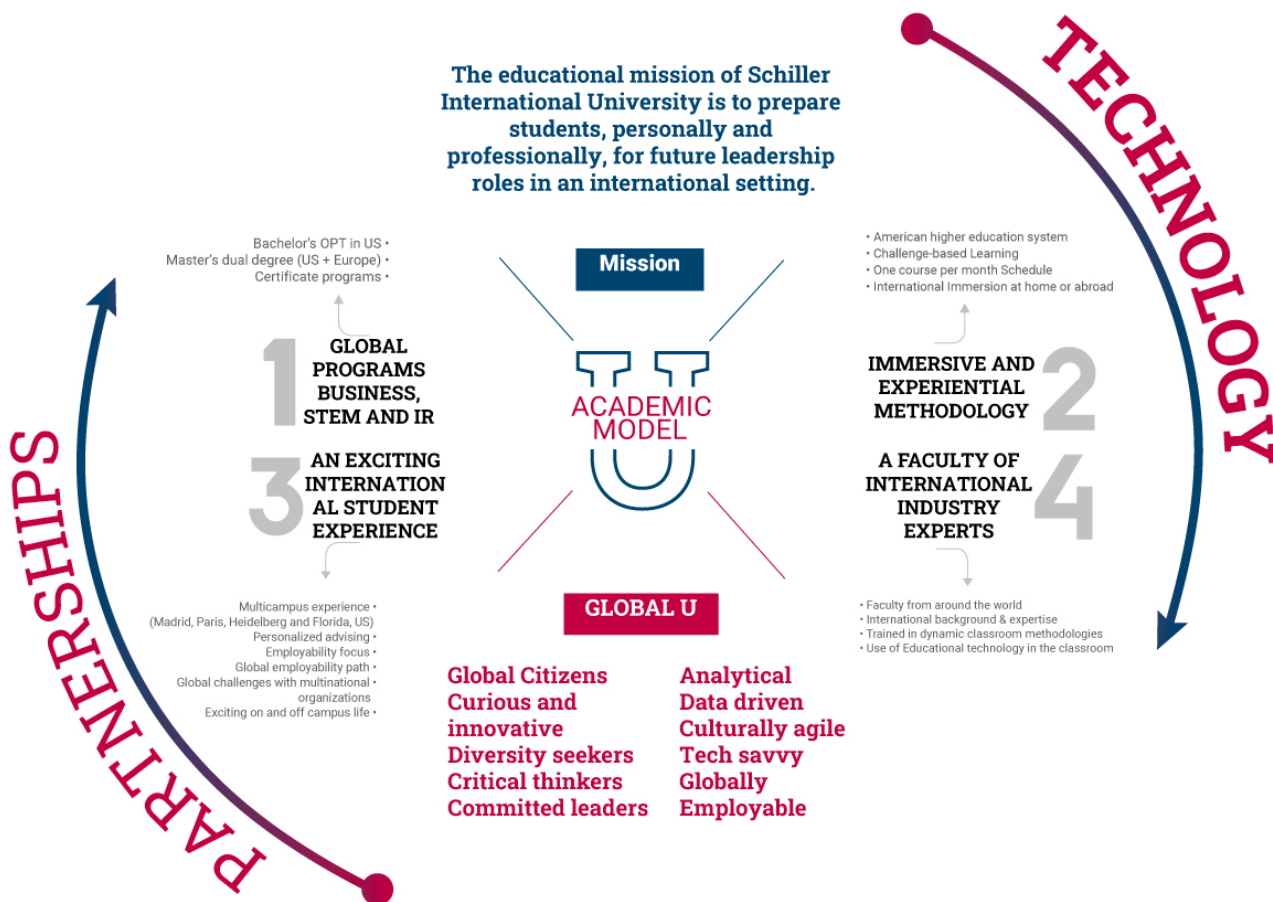 The educational mission of Schiller
International University is to prepare
students, personally and
professionally, for future leadership
roles in an international setting.
TECHNOLOGY
Mission
Bachelor's OPT in US •
Master's dual degree (US + Europe) •
Certificate programs •
1
GLOBAL
PROGRAMS
BUSINESS,
STEM AND IR
• American higher education system
• Challenge-based Learning
• One course per month Schedule
• International Immersion at home or abroad
IMMERSIVE AND
EXPERIENTIAL
METHODOLOGY
2
U
ACADEMIC
MODEL
3
AN EXCITING
INTERNATION
AL STUDENT
EXPERIENCE
Multicampus experience •
(Madrid, Paris, Heidelberg and Florida, US)
Personalized advising •
Employability focus •
Global employability path •
Global challenges with multinational •
organizations
Exciting on and off campus life •
A FACULTY OF
INTERNATIONAL
INDUSTRY
EXPERTS
4
• Faculty from around the world
• International background & expertise
• Trained in dynamic classroom methodologies
• Use of Educational technology in the classroom
PARTNERSHIPS
GLOBAL U
Global Citizens
Curious and
innovative
Diversity seekers
Critical thinkers
Committed leaders
Analytical
Data driven
Culturally agile
Tech savvy
Globally
Employable